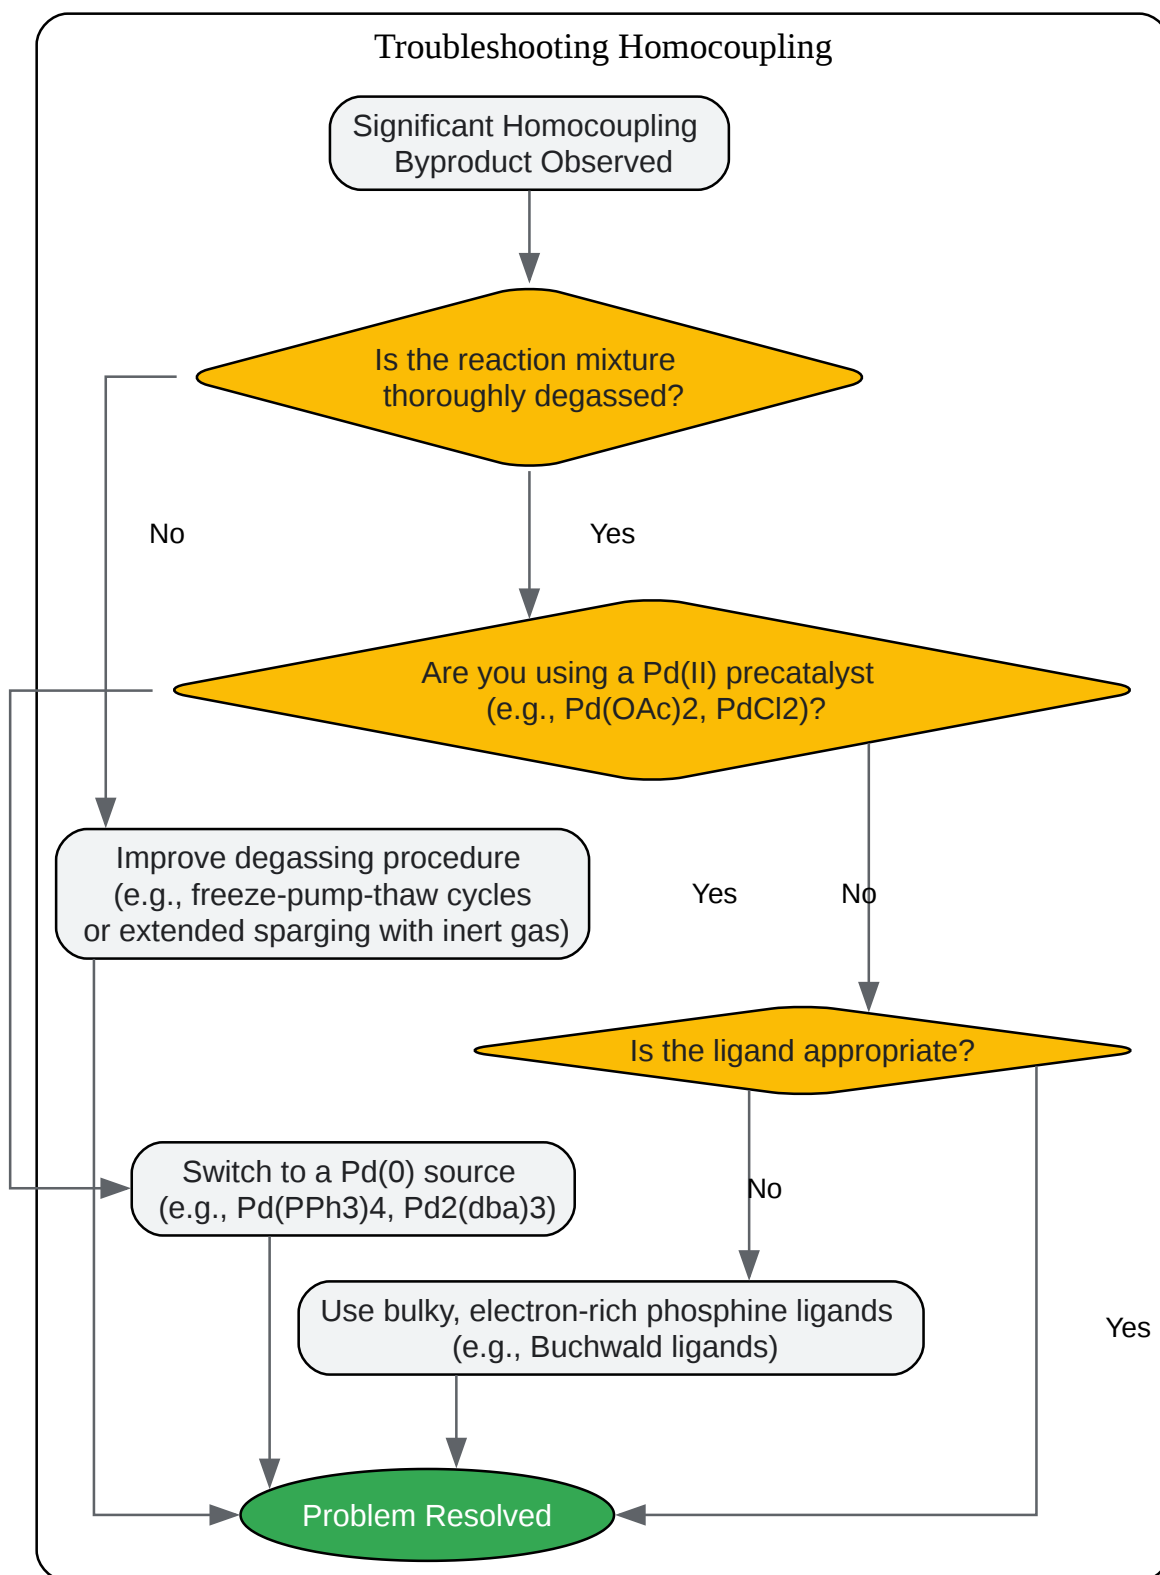 Troubleshooting Homocoupling
Significant Homocoupling
Byproduct Observed
Is the reaction mixture
thoroughly degassed?
No
Yes
Are you using a Pd(II) precatalyst
(e.g., Pd(OAc)2, PdCl2)?
Improve degassing procedure
(e.g., freeze-pump-thaw cycles
or extended sparging with inert gas)
Yes
No
Is the ligand appropriate?
Switch to a Pd(0) source
(e.g., Pd(PPh3)4, Pd2(dba)3)
No
Use bulky, electron-rich phosphine ligands
(e.g., Buchwald ligands)
Yes
Problem Resolved